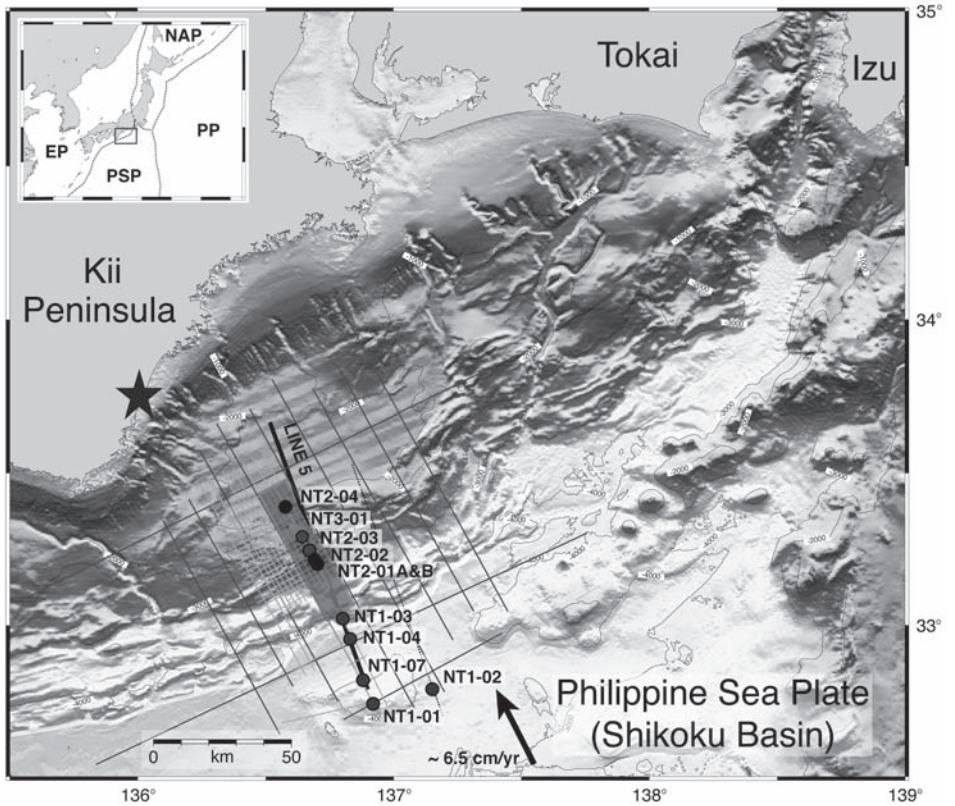 NAP
EP
PP
PSP
Tokai
Izu
35°
Kii
Peninsula
34°
LINE 5
NT2-04
NT3-01
NT2-03
NT2-02
NT2-01A&B
NT1-03
33°
NT1-04
NT1-07
NT1-02
NT1-01
Philippine Sea Plate
(Shikoku Basin)
~ 6.5 cm/yr
0 km 50
136° 137° 138° 139°